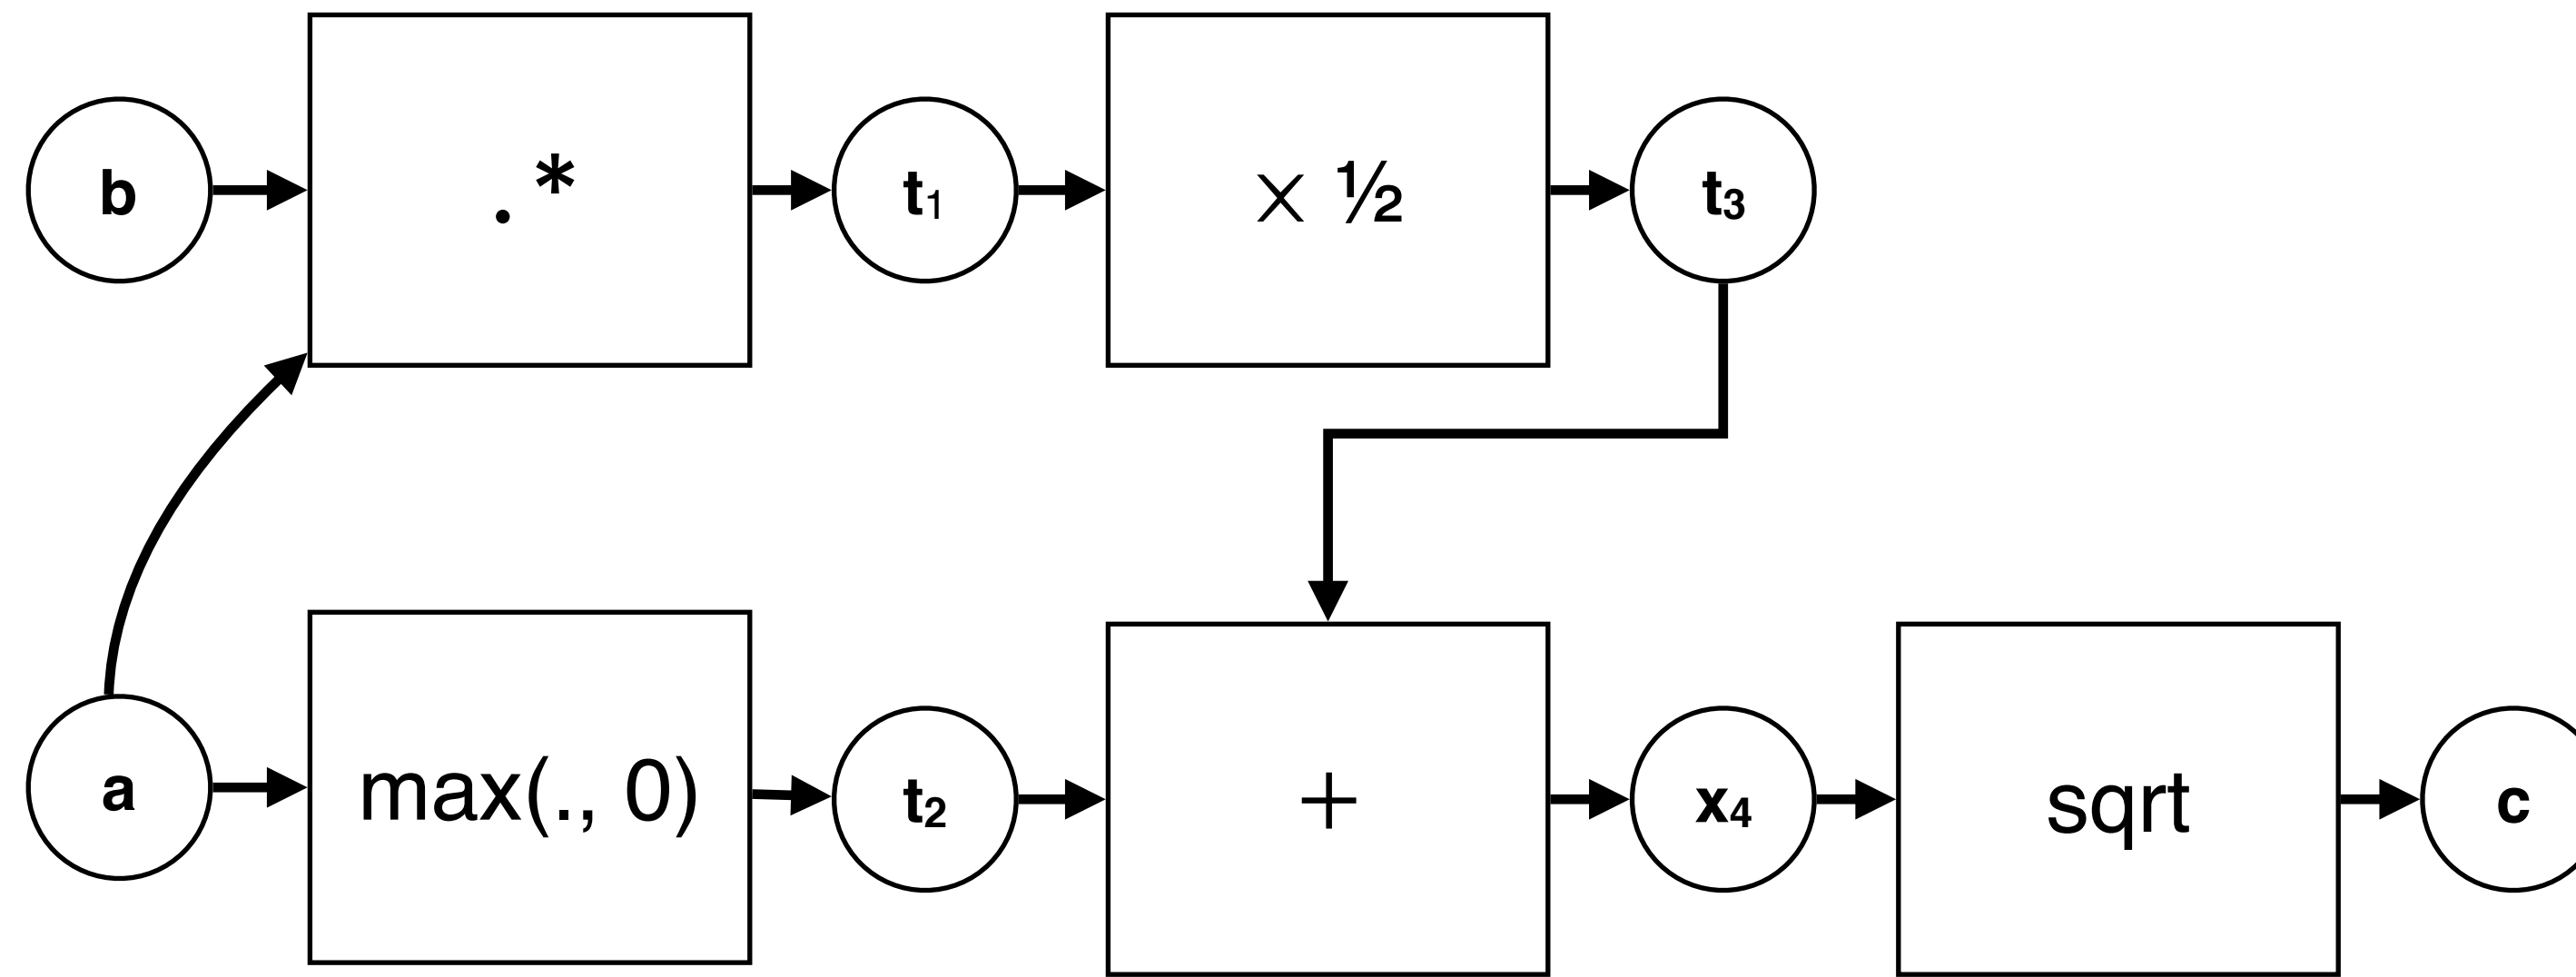 b
.*
t₁
× ½
t₃
a
max(., 0)
t₂
+
x₄
sqrt
c